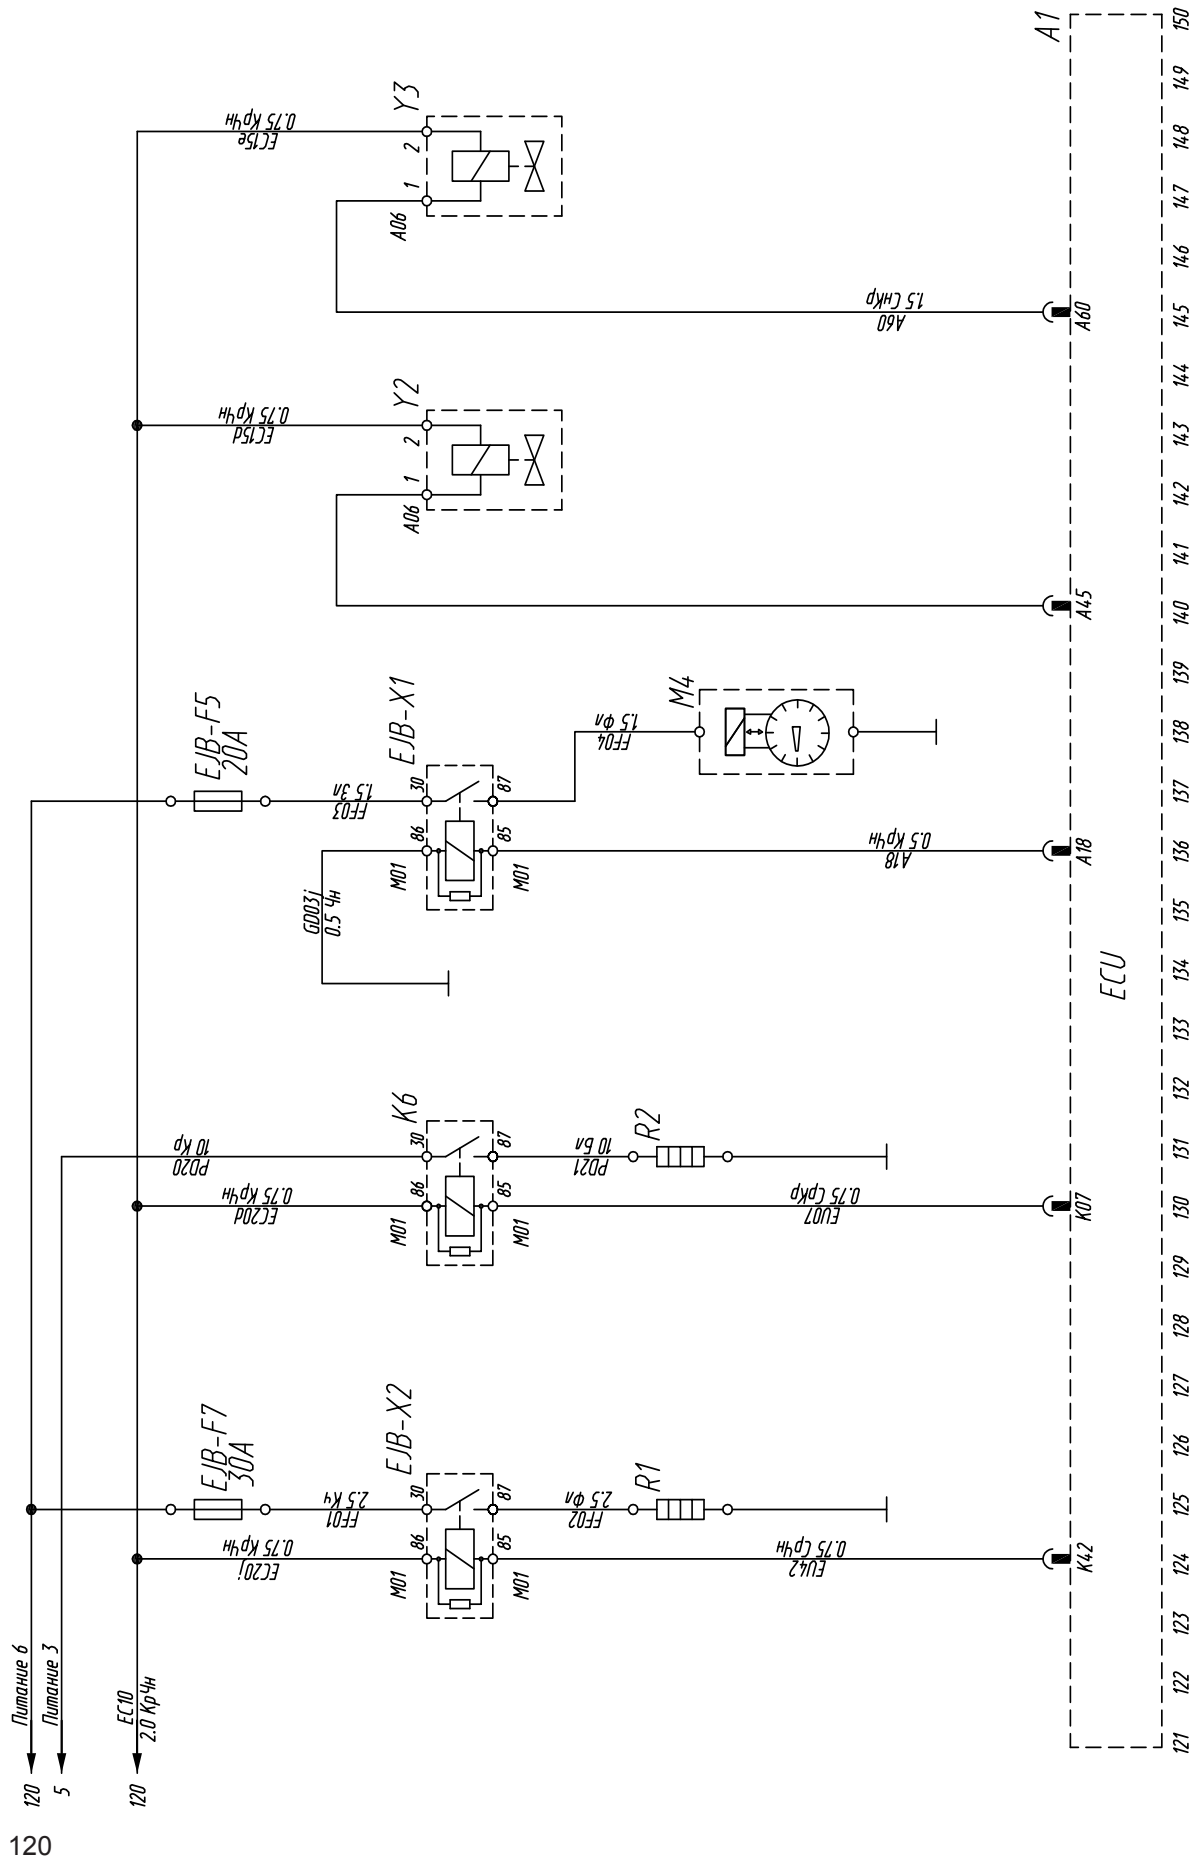 Питание 6
120
Питание 3
5
EC10
2.0 КрЧн
120
EJB-F7
30A
EC20j
0.75 КрЧн
FF01
2.5 Кч
EJB-X2
86
30
M01
M01
85
87
FF02
2.5 Фл
R1
EU42
0.75 СрЧн
K42
PD20
10 Кр
EC20d
0.75 КрЧн
K6
86
30
M01
M01
85
87
PD21
10 Бл
R2
EU07
0.75 СрКр
K07
EJB-F5
20A
FF03
1.5 Зл
GD03j
0.5 Чн
EJB-X1
86
30
M01
M01
85
87
FF04
1.5 Фл
M4
A18
0.5 КрЧн
A18
EC15d
0.75 КрЧн
Y2
A06
1
2
A45
EC15e
0.75 КрЧн
Y3
A06
1
2
A60
1.5 СнКр
A60
A1
ECU
121 122 123 124 125 126 127 128 129 130 131 132 133 134 135 136 137 138 139 140 141 142 143 144 145 146 147 148 149 150
120